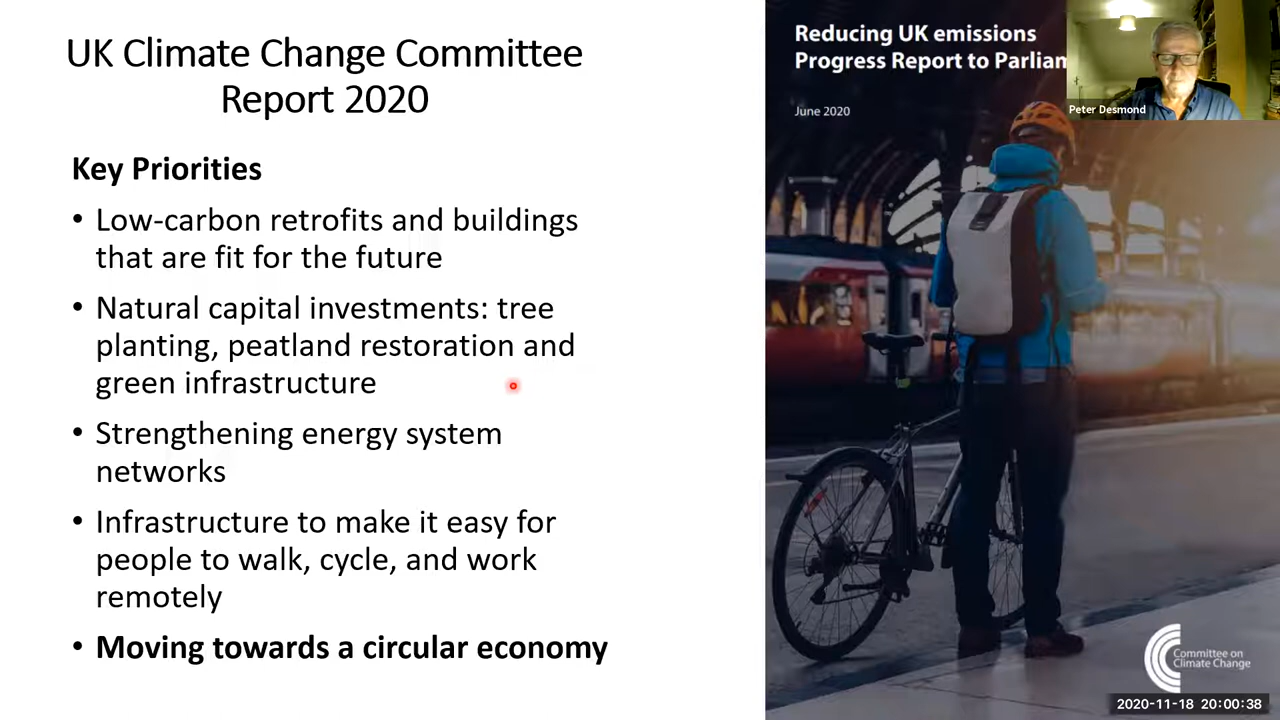 UK Climate Change Committee
Report 2020
Key Priorities
• Low-carbon retrofits and buildings
that are fit for the future
• Natural capital investments: tree
planting, peatland restoration and
green infrastructure
• Strengthening energy system
networks
• Infrastructure to make it easy for
people to walk, cycle, and work
remotely
• Moving towards a circular economy
Reducing UK emissions
Progress Report to Parliam
June 2020
Peter Desmond
Committee on
Climate Change
2020-11-18 20:00:38